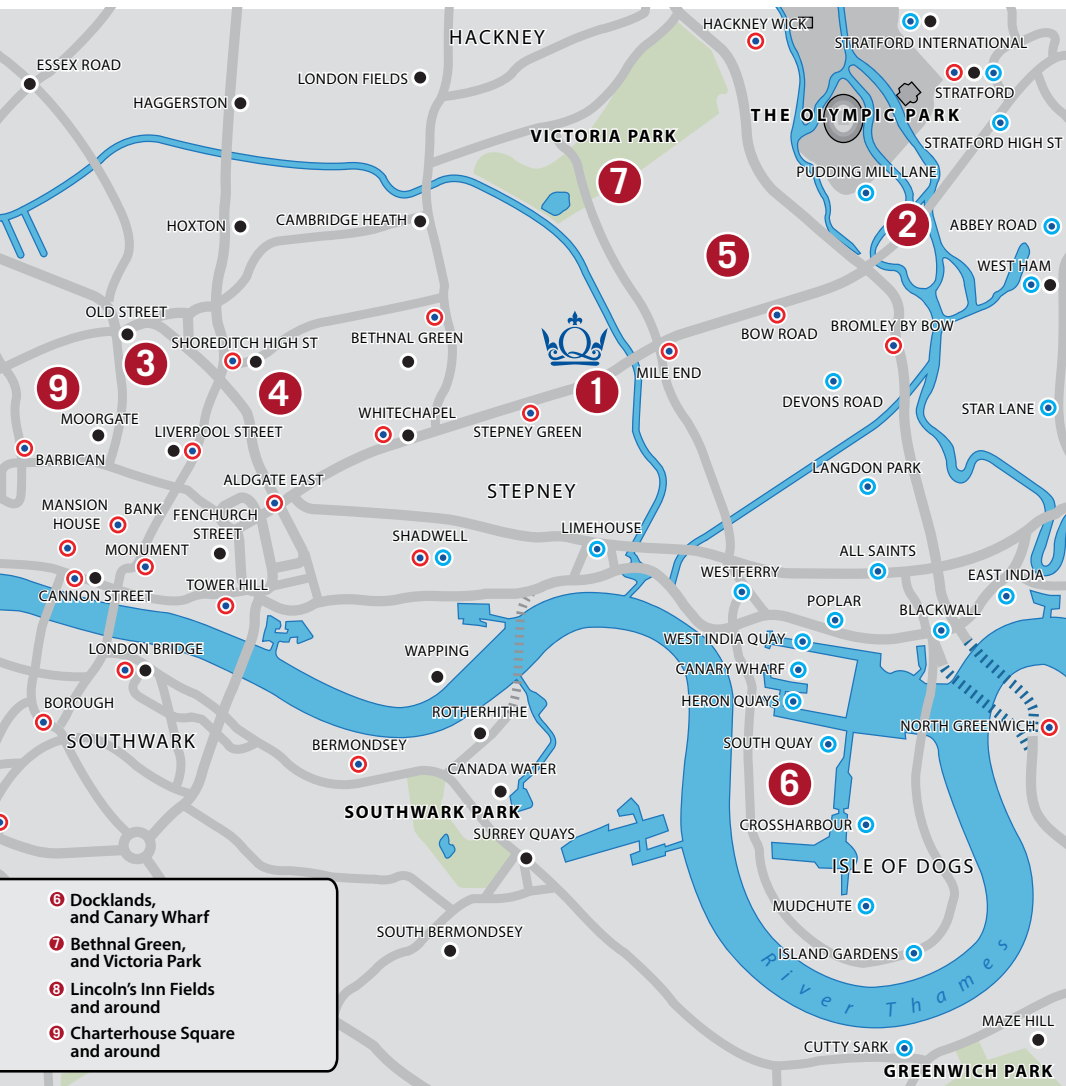 HACKNEY
HACKNEY WICK
STRATFORD INTERNATIONAL
ESSEX ROAD
LONDON FIELDS
STRATFORD
HAGGERSTON
THE OLYMPIC PARK
VICTORIA PARK
STRATFORD HIGH ST
PUDDING MILL LANE
7
HOXTON
CAMBRIDGE HEATH
2
ABBEY ROAD
5
WEST HAM
OLD STREET
SHOREDITCH HIGH ST
BETHNAL GREEN
Q
BOW ROAD
BROMLEY BY BOW
3
MILE END
9
4
1
DEVONS ROAD
MOORGATE
LIVERPOOL STREET
WHITECHAPEL
STEPNEY GREEN
STAR LANE
BARBICAN
LANGDON PARK
ALDGATE EAST
STEPNEY
MANSION
HOUSE
BANK
FENCHURCH
STREET
SHADWELL
LIMEHOUSE
MONUMENT
ALL SAINTS
WESTFERRY
EAST INDIA
CANNON STREET
TOWER HILL
POPLAR
BLACKWALL
LONDON BRIDGE
WAPPING
WEST INDIA QUAY
CANARY WHARF
BOROUGH
ROTHERHITHE
HERON QUAYS
NORTH GREENWICH
SOUTHWARK
BERMONDSEY
SOUTH QUAY
CANADA WATER
6
SOUTHWARK PARK
SURREY QUAYS
CROSSHARBOUR
ISLE OF DOGS
MUDCHUTE
SOUTH BERMONDSEY
ISLAND GARDENS
River Thames
MAZE HILL
CUTTY SARK
GREENWICH PARK
6 Docklands,
and Canary Wharf
7 Bethnal Green,
and Victoria Park
8 Lincoln's Inn Fields
and around
9 Charterhouse Square
and around